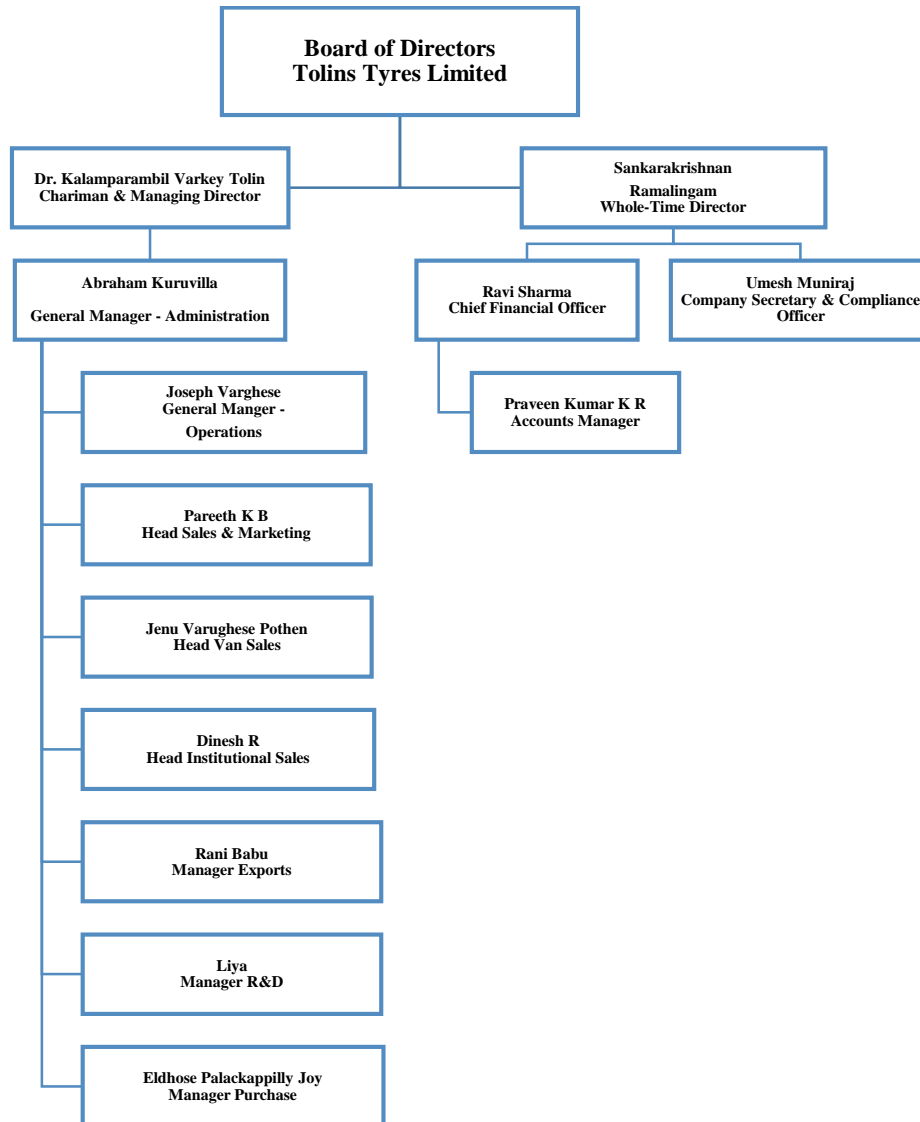 Board of Directors
Tolins Tyres Limited
Dr. Kalamparambil Varkey Tolin
Chariman & Managing Director
Sankarakrishnan
Ramalingam
Whole-Time Director
Abraham Kuruvilla
General Manager - Administration
Ravi Sharma
Chief Financial Officer
Umesh Muniraj
Company Secretary & Compliance
Officer
Joseph Varghese
General Manger -
Operations
Praveen Kumar K R
Accounts Manager
Pareeth K B
Head Sales & Marketing
Jenu Varughese Pothen
Head Van Sales
Dinesh R
Head Institutional Sales
Rani Babu
Manager Exports
Liya
Manager R&D
Eldhose Palackappilly Joy
Manager Purchase